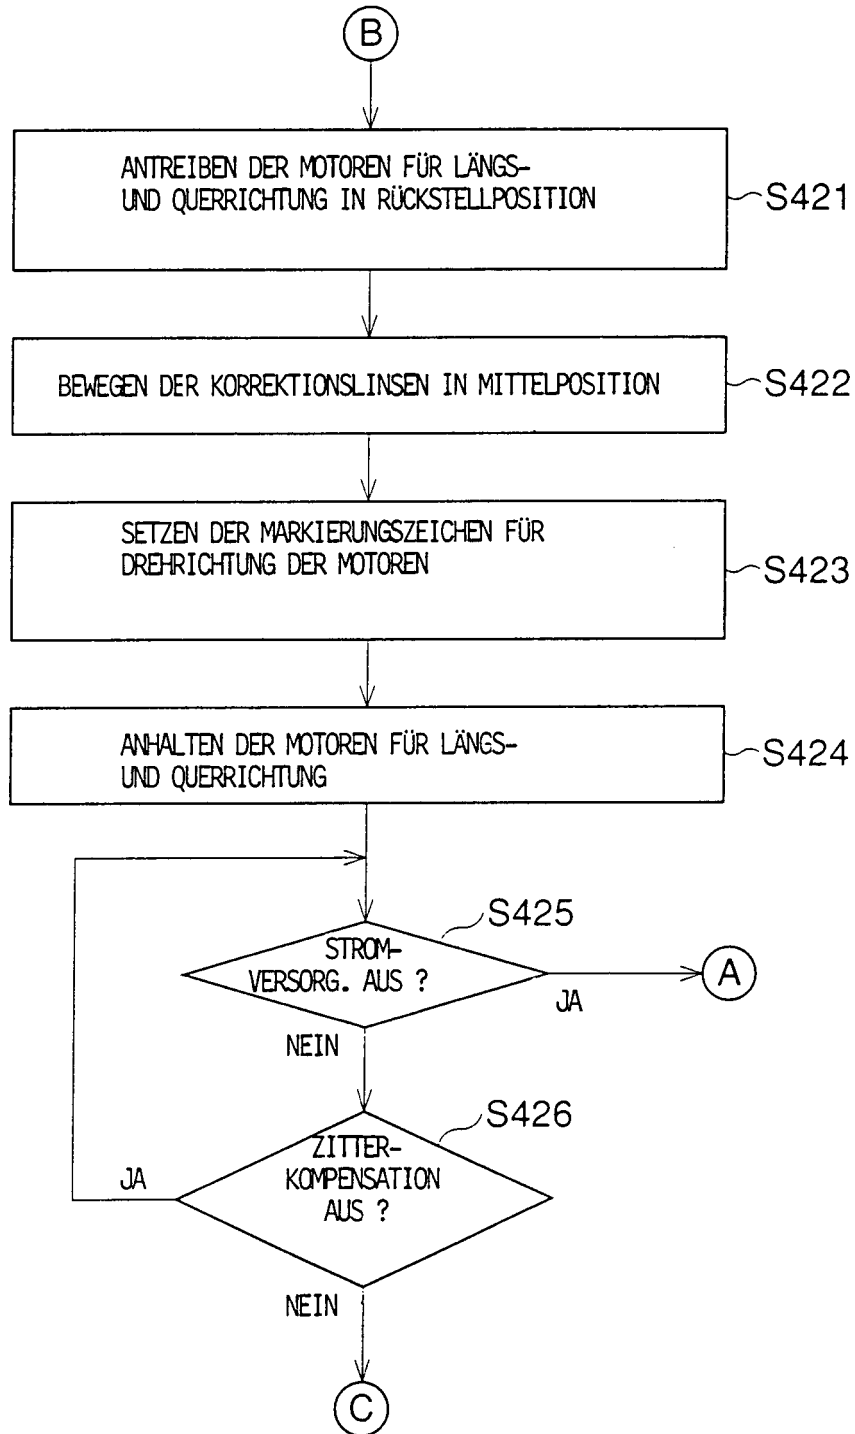 B
ANTREIBEN DER MOTOREN FÜR LÄNGS-
UND QUERRICHTUNG IN RÜCKSTELLPOSITION
S421
BEWEGEN DER KORREKTIONSLINSEN IN MITTELPOSITION
S422
SETZEN DER MARKIERUNGSZEICHEN FÜR
DREHRICHTUNG DER MOTOREN
S423
ANHALTEN DER MOTOREN FÜR LÄNGS-
UND QUERRICHTUNG
S424
S425
STROM-
VERSORG. AUS ?
A
JA
NEIN
S426
ZITTER-
KOMPENSATION
AUS ?
JA
NEIN
C